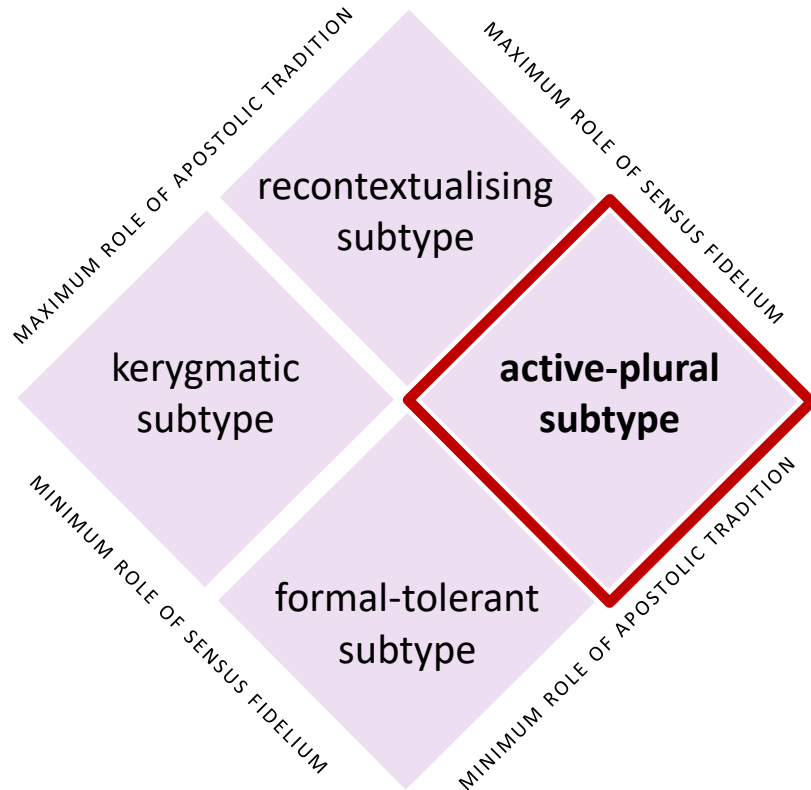 MAXIMUM ROLE OF APOSTOLIC TRADITION
MAXIMUM ROLE OF SENSUS FIDELIUM
recontextualising
subtype
kerygmatic
subtype
active-plural
subtype
formal-tolerant
subtype
MINIMUM ROLE OF SENSUS FIDELIUM
MINIMUM ROLE OF APOSTOLIC TRADITION